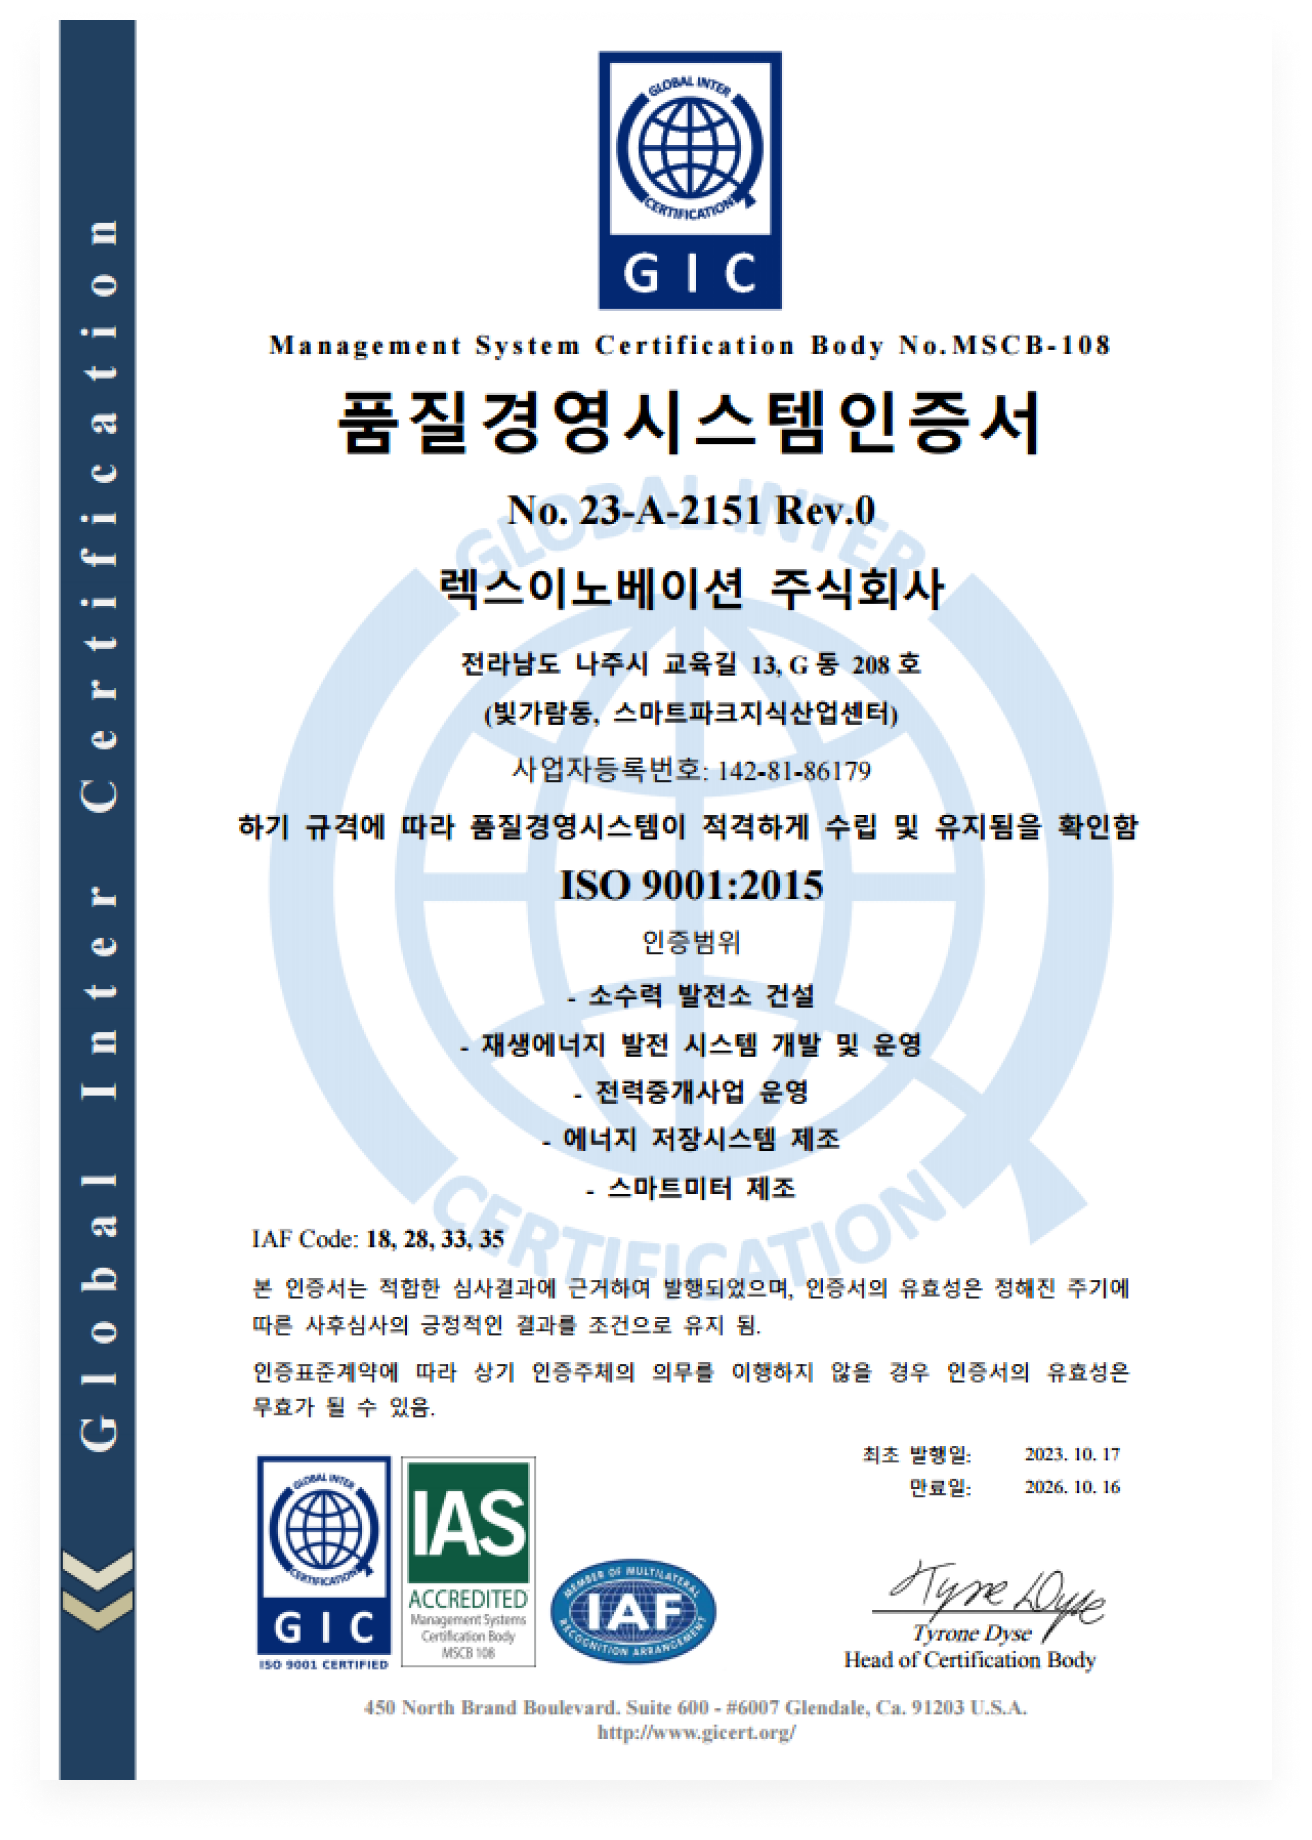 Global Inter Certification
GLOBAL INTER
CERTIFICATION
GIC
Management System Certification Body No.MSCB-108
품질경영시스템인증서
No. 23-A-2151 Rev.0
렉스이노베이션 주식회사
전라남도 나주시 교육길 13, G동 208호
(빛가람동, 스마트파크지식산업센터)
사업자등록번호: 142-81-86179
하기 규격에 따라 품질경영시스템이 적격하게 수립 및 유지됨을 확인함
ISO 9001:2015
인증범위
- 소수력 발전소 건설
- 재생에너지 발전 시스템 개발 및 운영
- 전력중개사업 운영
- 에너지 저장시스템 제조
- 스마트미터 제조
GLOBAL INTER
CERTIFICATION
IAF Code: 18, 28, 33, 35
본 인증서는 적합한 심사결과에 근거하여 발행되었으며, 인증서의 유효성은 정해진 주기에
따른 사후심사의 긍정적인 결과를 조건으로 유지 됨.
인증표준계약에 따라 상기 인증주체의 의무를 이행하지 않을 경우 인증서의 유효성은
무효가 될 수 있음.
최초 발행일: 2023. 10. 17
만료일: 2026. 10. 16
GLOBAL INTER
CERTIFICATION
GIC
ISO 9001 CERTIFIED
IAS
ACCREDITED
Management Systems
Certification Body
MSCB 108
MEMBER OF MULTILATERAL
IAF
RECOGNITION ARRANGEMENT
Tyrone Dyse
Tyrone Dyse
Head of Certification Body
450 North Brand Boulevard. Suite 600 - #6007 Glendale, Ca. 91203 U.S.A.
http://www.gicert.org/